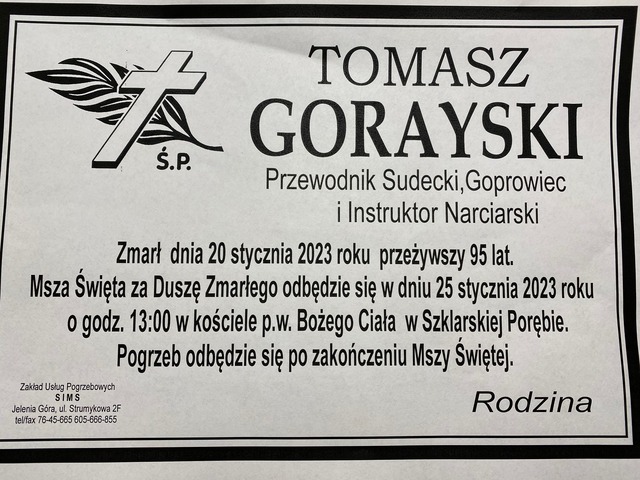 Ś.P.
TOMASZ
GORAYSKI
Przewodnik Sudecki,Goprowiec
i Instruktor Narciarski
Zmarł dnia 20 stycznia 2023 roku przeżywszy 95 lat.
Msza Święta za Duszę Zmarłego odbędzie się w dniu 25 stycznia 2023 roku
o godz. 13:00 w kościele p.w. Bożego Ciała w Szklarskiej Porębie.
Pogrzeb odbędzie się po zakończeniu Mszy Świętej.
Zakład Usług Pogrzebowych
SIMS
Jelenia Góra, ul. Strumykowa 2F
tel/fax 76-45-665 605-666-855
Rodzina